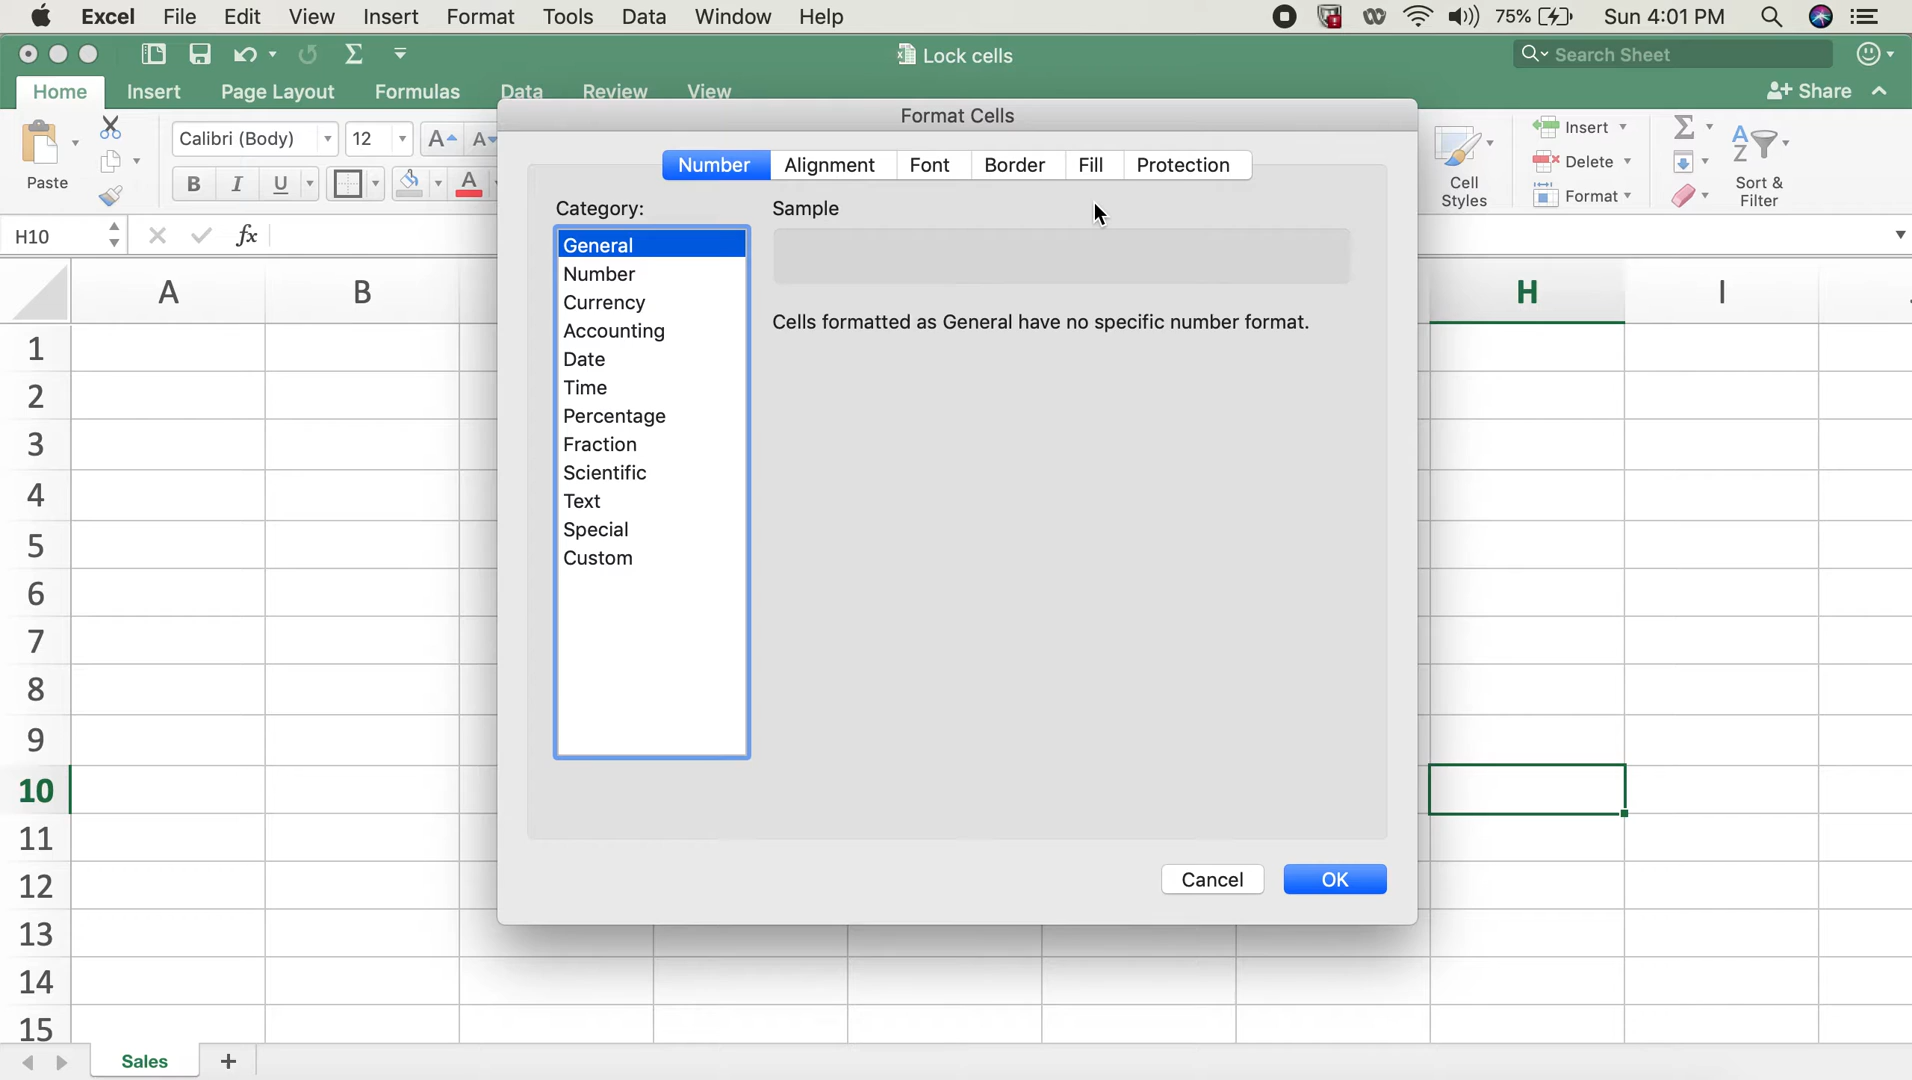 Excel File Edit View Insert Format Tools Data Window Help 75% Sun 4:01 PM
Lock cells Search Sheet
Home Insert Page Layout Formulas Data Review View Share
Format Cells
Calibri (Body) 12 A A
Paste B I U A
Number Alignment Font Border Fill Protection
Cell Styles
Insert
Delete
Format
Sort & Filter
H10 fx
Category: Sample
General
Number
Currency
Accounting
Date
Time
Percentage
Fraction
Scientific
Text
Special
Custom
Cells formatted as General have no specific number format.
Cancel OK
A B H I
1
2
3
4
5
6
7
8
9
10
11
12
13
14
15
Sales +